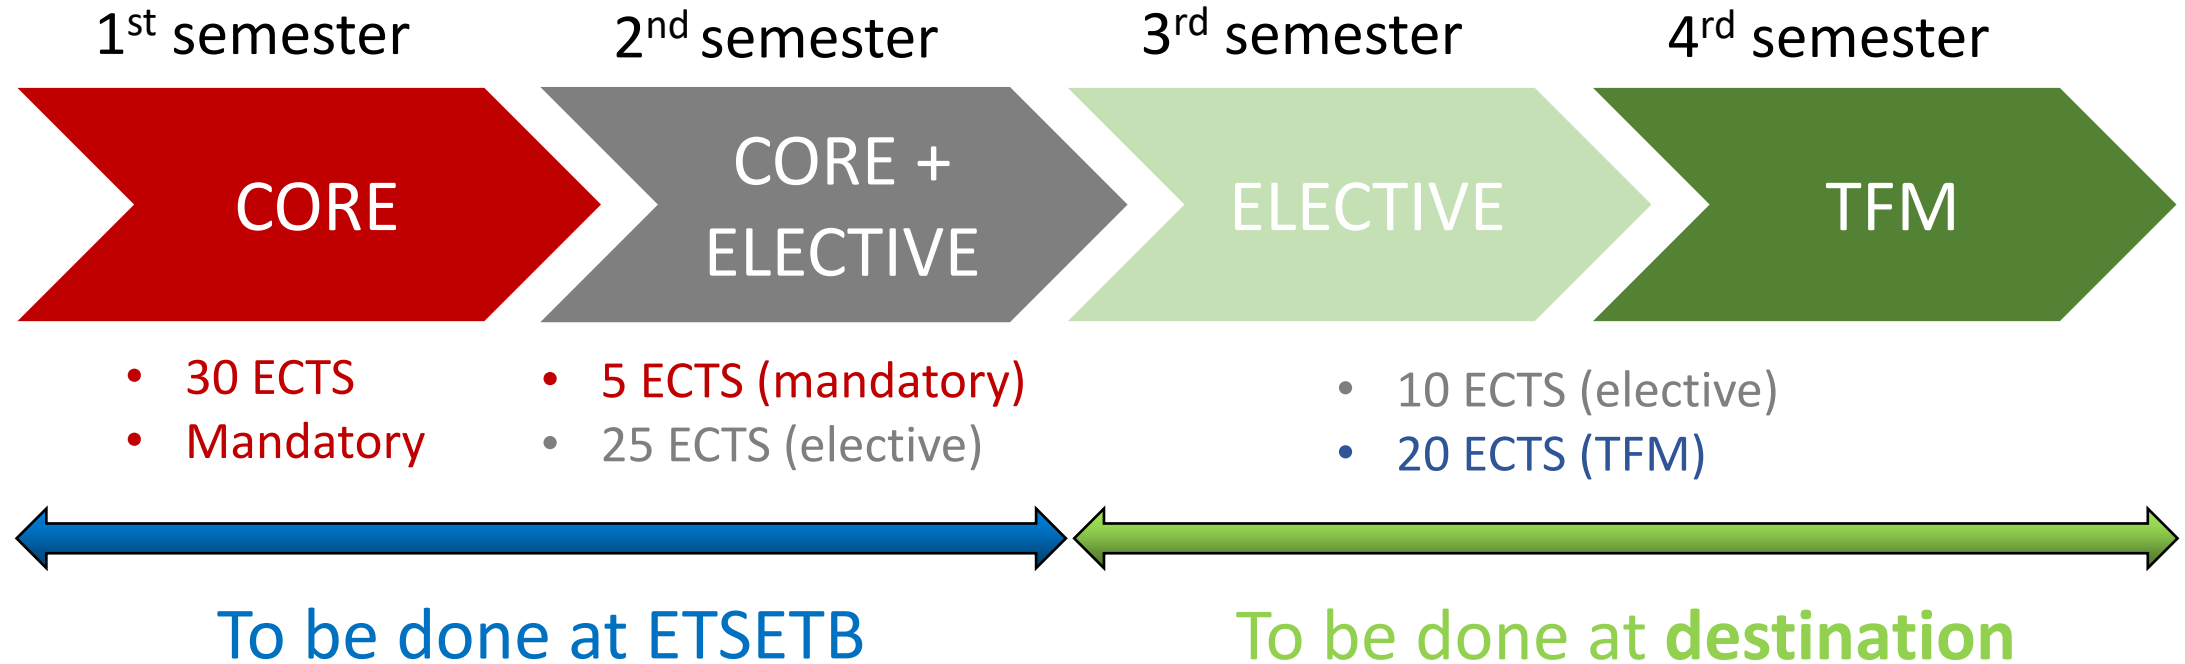 1st semester
2nd semester
3rd semester
4rd semester
CORE
CORE +
ELECTIVE
ELECTIVE
TFM
• 30 ECTS
• Mandatory
• 5 ECTS (mandatory)
• 25 ECTS (elective)
• 10 ECTS (elective)
• 20 ECTS (TFM)
To be done at ETSETB
To be done at destination